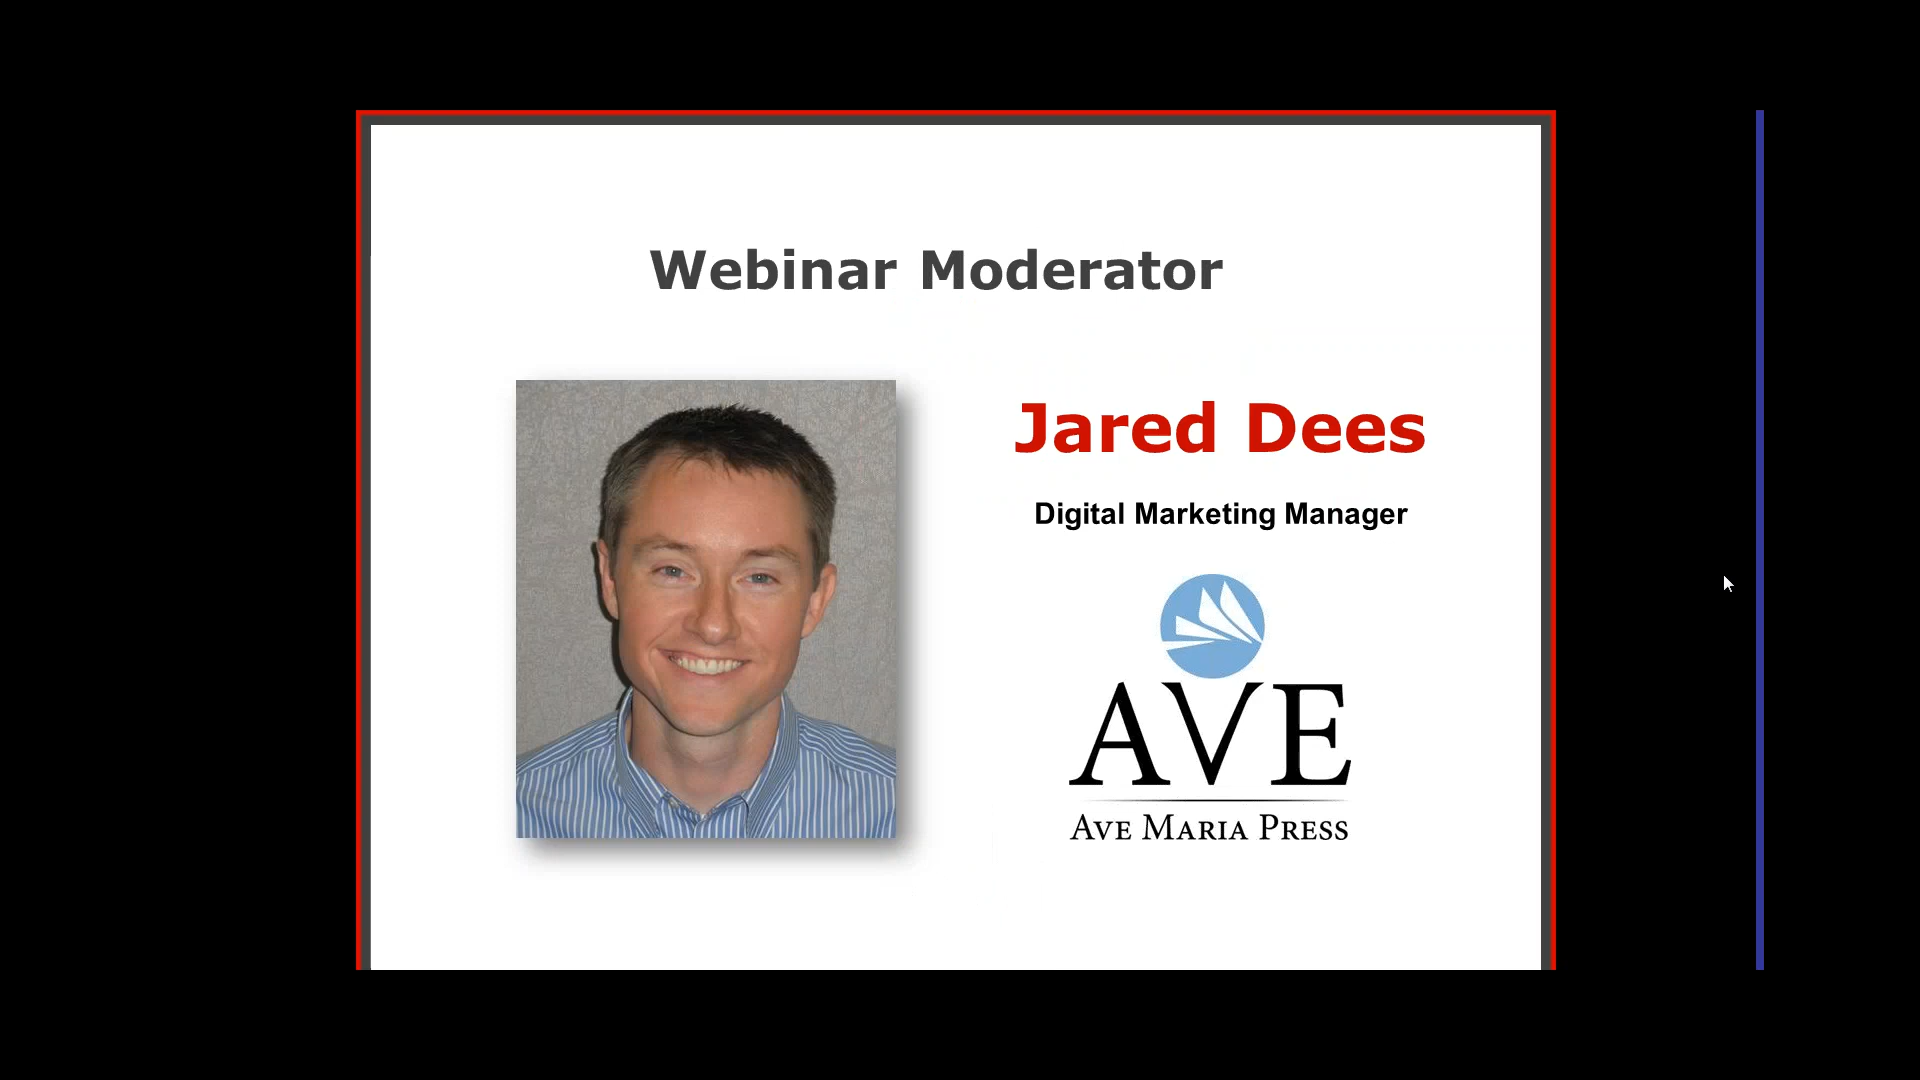 Webinar Moderator
Jared Dees
Digital Marketing Manager
AVE
AVE MARIA PRESS